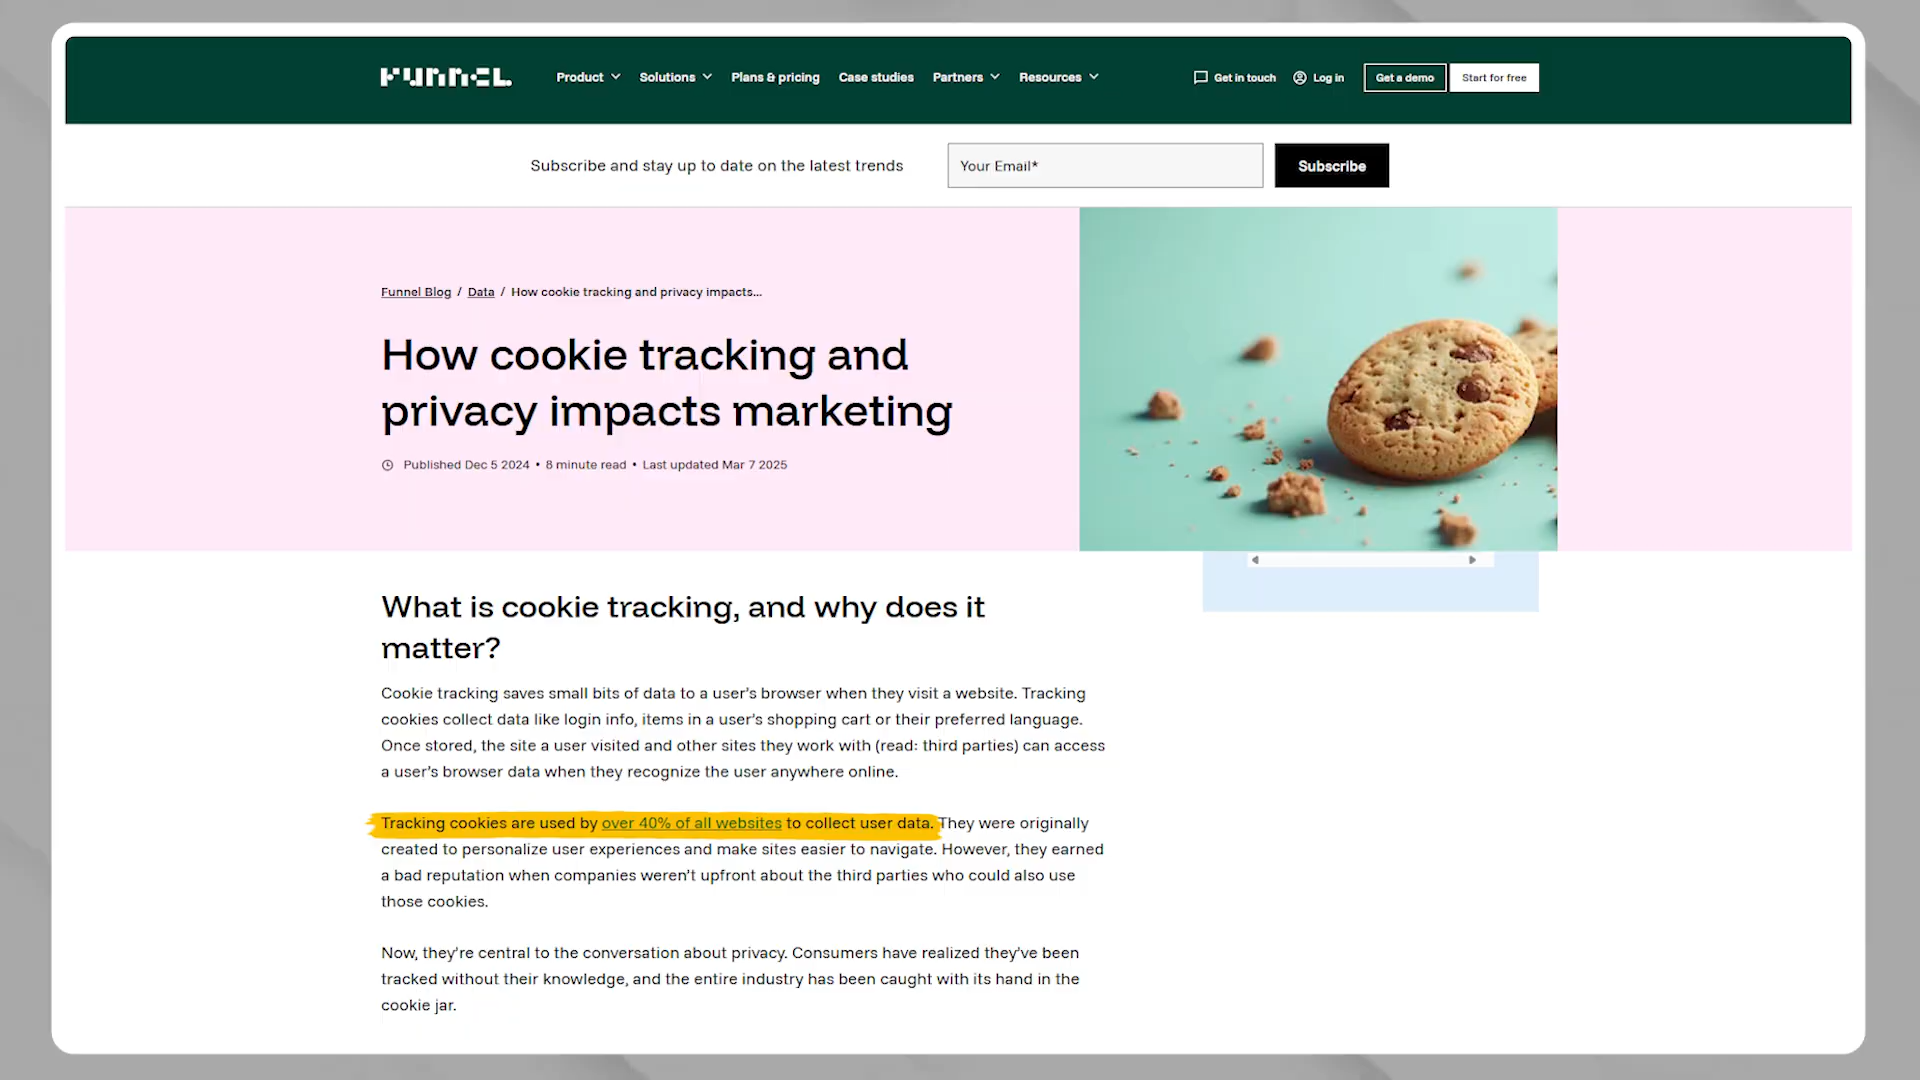 Funnel
Product Solutions Plans & pricing Case studies Partners Resources Get in touch Log in Get a demo Start for free
Subscribe and stay up to date on the latest trends Your Email* Subscribe
Funnel Blog / Data / How cookie tracking and privacy impacts...
How cookie tracking and
privacy impacts marketing
Published Dec 5 2024 • 8 minute read • Last updated Mar 7 2025
What is cookie tracking, and why does it
matter?
Cookie tracking saves small bits of data to a user's browser when they visit a website. Tracking
cookies collect data like login info, items in a user's shopping cart or their preferred language.
Once stored, the site a user visited and other sites they work with (read: third parties) can access
a user's browser data when they recognize the user anywhere online.
Tracking cookies are used by over 40% of all websites to collect user data. They were originally
created to personalize user experiences and make sites easier to navigate. However, they earned
a bad reputation when companies weren't upfront about the third parties who could also use
those cookies.
Now, they're central to the conversation about privacy. Consumers have realized they've been
tracked without their knowledge, and the entire industry has been caught with its hand in the
cookie jar.